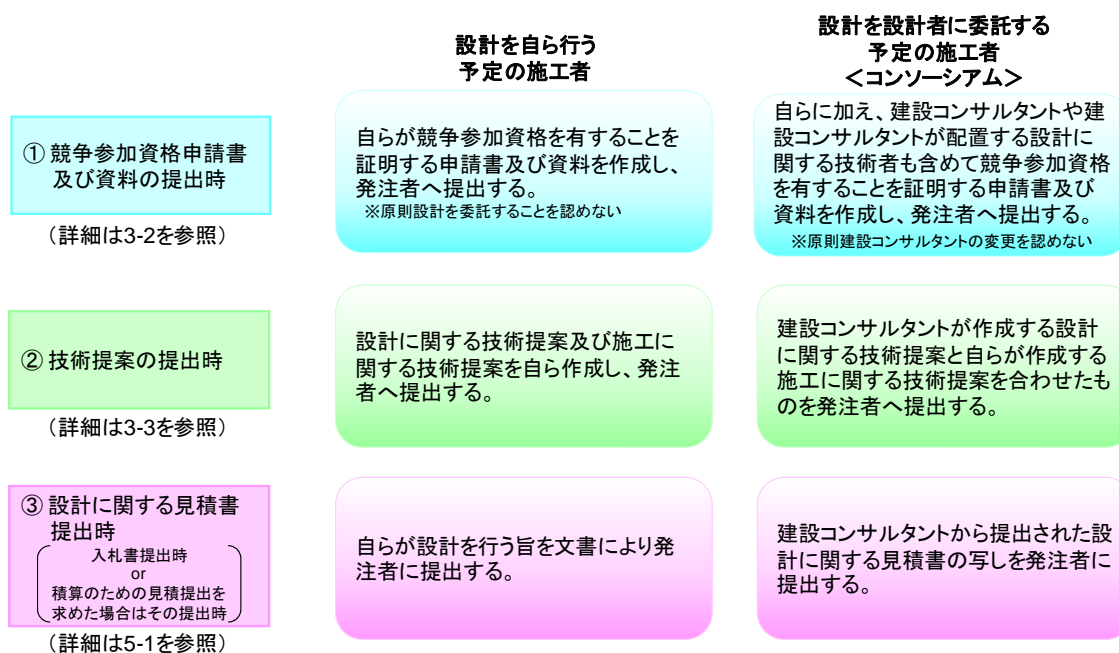 設計を自ら行う
予定の施工者
設計を設計者に委託する
予定の施工者
＜コンソーシアム＞
① 競争参加資格申請書
及び資料の提出時
（詳細は3-2を参照）
自らが競争参加資格を有することを
証明する申請書及び資料を作成し、
発注者へ提出する。
※原則設計を委託することを認めない
自らに加え、建設コンサルタントや建
設コンサルタントが配置する設計に
関する技術者も含めて競争参加資格
を有することを証明する申請書及び
資料を作成し、発注者へ提出する。
※原則建設コンサルタントの変更を認めない
② 技術提案の提出時
（詳細は3-3を参照）
設計に関する技術提案及び施工に
関する技術提案を自ら作成し、発注
者へ提出する。
建設コンサルタントが作成する設計
に関する技術提案と自らが作成する
施工に関する技術提案を合わせたも
のを発注者へ提出する。
③ 設計に関する見積書
提出時
入札書提出時
or
積算のための見積提出を
求めた場合はその提出時
（詳細は5-1を参照）
自らが設計を行う旨を文書により発
注者に提出する。
建設コンサルタントから提出された設
計に関する見積書の写しを発注者に
提出する。